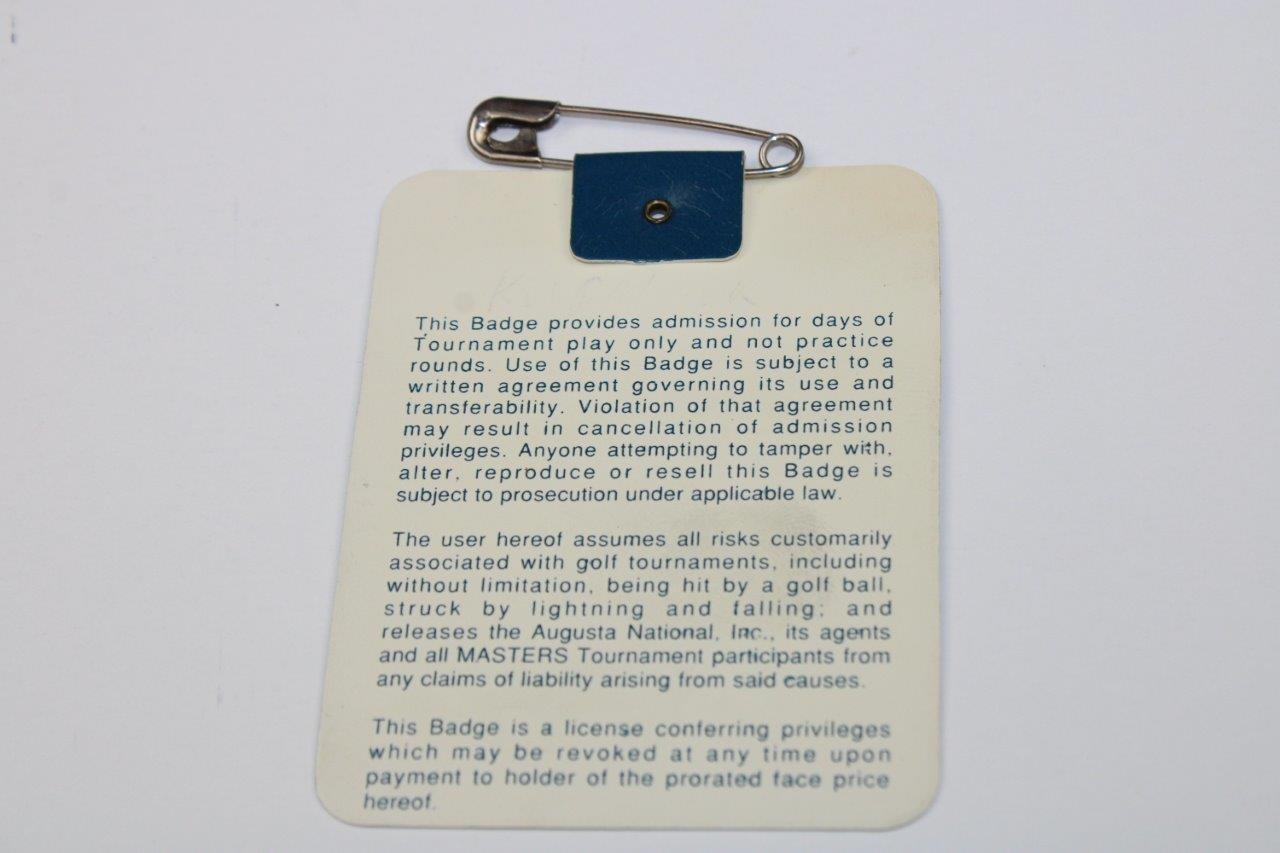 This Badge provides admission for days of
Tournament play only and not practice
rounds. Use of this Badge is subject to a
written agreement governing its use and
transferability. Violation of that agreement
may result in cancellation of admission
privileges. Anyone attempting to tamper with,
alter, reproduce or resell this Badge is
subject to prosecution under applicable law.
The user hereof assumes all risks customarily
associated with golf tournaments, including
without limitation, being hit by a golf ball,
struck by lightning and falling; and
releases the Augusta National, Inc., its agents
and all MASTERS Tournament participants from
any claims of liability arising from said causes.
This Badge is a license conferring privileges
which may be revoked at any time upon
payment to holder of the prorated face price
hereof.